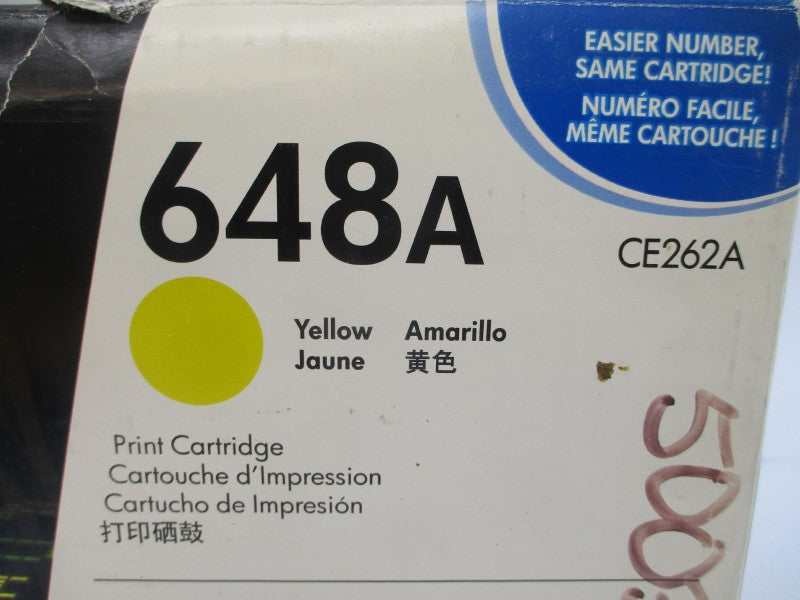 EASIER NUMBER,
SAME CARTRIDGE!
NUMÉRO FACILE,
MÊME CARTOUCHE !
648A
CE262A
Yellow Amarillo
Jaune 黄色
Print Cartridge
Cartouche d'Impression
Cartucho de Impresión
打印硒鼓
500